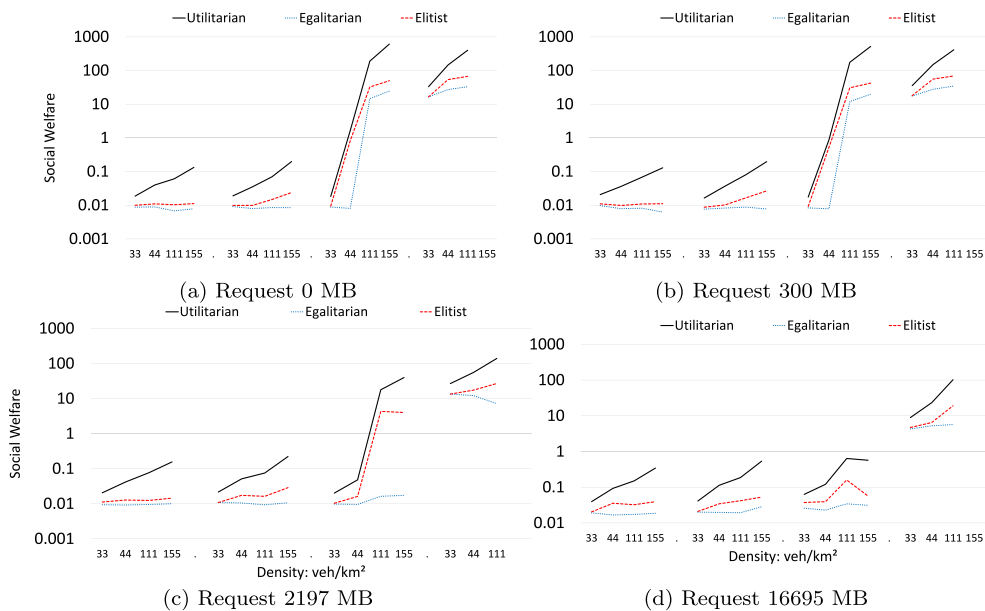 Utilitarian Egalitarian Elitist
1000
100
10
1
0.1
0.01
0.001
Social Welfare
33 44 111 155 . 33 44 111 155 . 33 44 111 155 . 33 44 111 155
(a) Request 0 MB
Utilitarian Egalitarian Elitist
1000
100
10
1
0.1
0.01
0.001
33 44 111 155 . 33 44 111 155 . 33 44 111 155 . 33 44 111 155
(b) Request 300 MB
Utilitarian Egalitarian Elitist
1000
100
10
1
0.1
0.01
0.001
Social Welfare
33 44 111 155 . 33 44 111 155 . 33 44 111 155 . 33 44 111
Density: veh/km²
(c) Request 2197 MB
Utilitarian Egalitarian Elitist
1000
100
10
1
0.1
0.01
33 44 111 155 . 33 44 111 155 . 33 44 111 155 . 33 44 111 155
Density: veh/km²
(d) Request 16695 MB